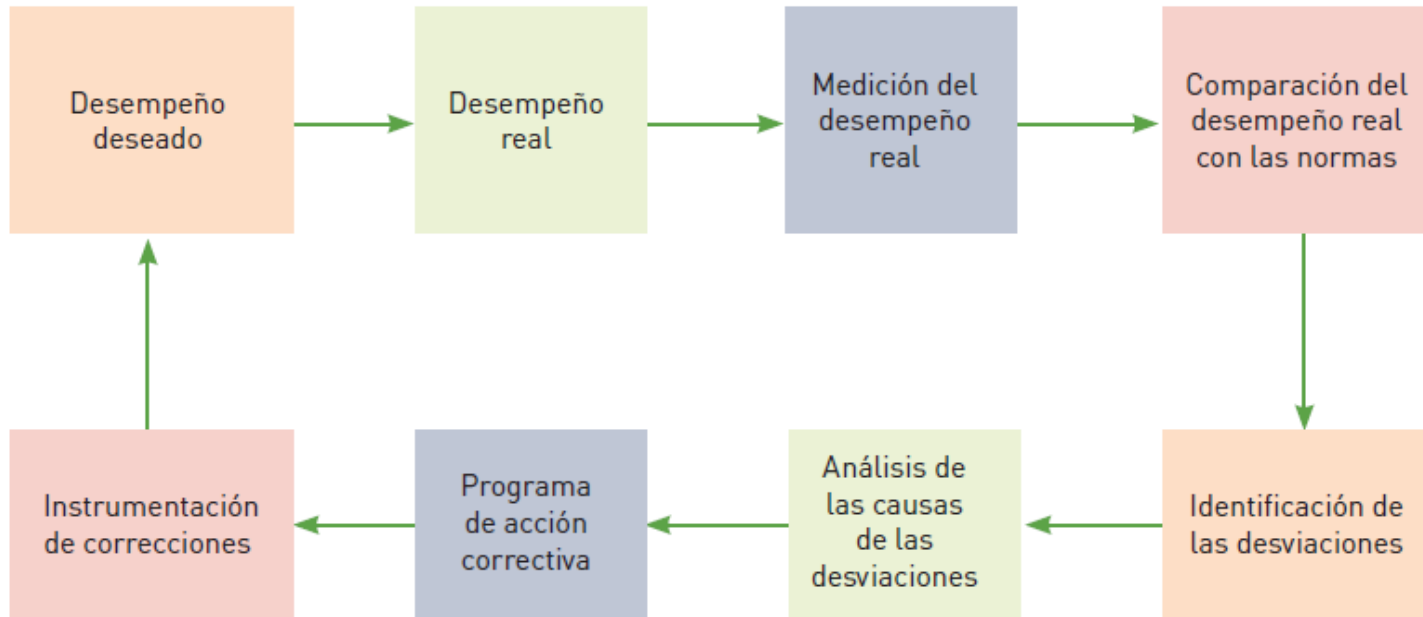 Desempeño
deseado
Desempeño
real
Medición del
desempeño
real
Comparación del
desempeño real
con las normas
Instrumentación
de correcciones
Programa
de acción
correctiva
Análisis de
las causas
de las
desviaciones
Identificación de
las desviaciones